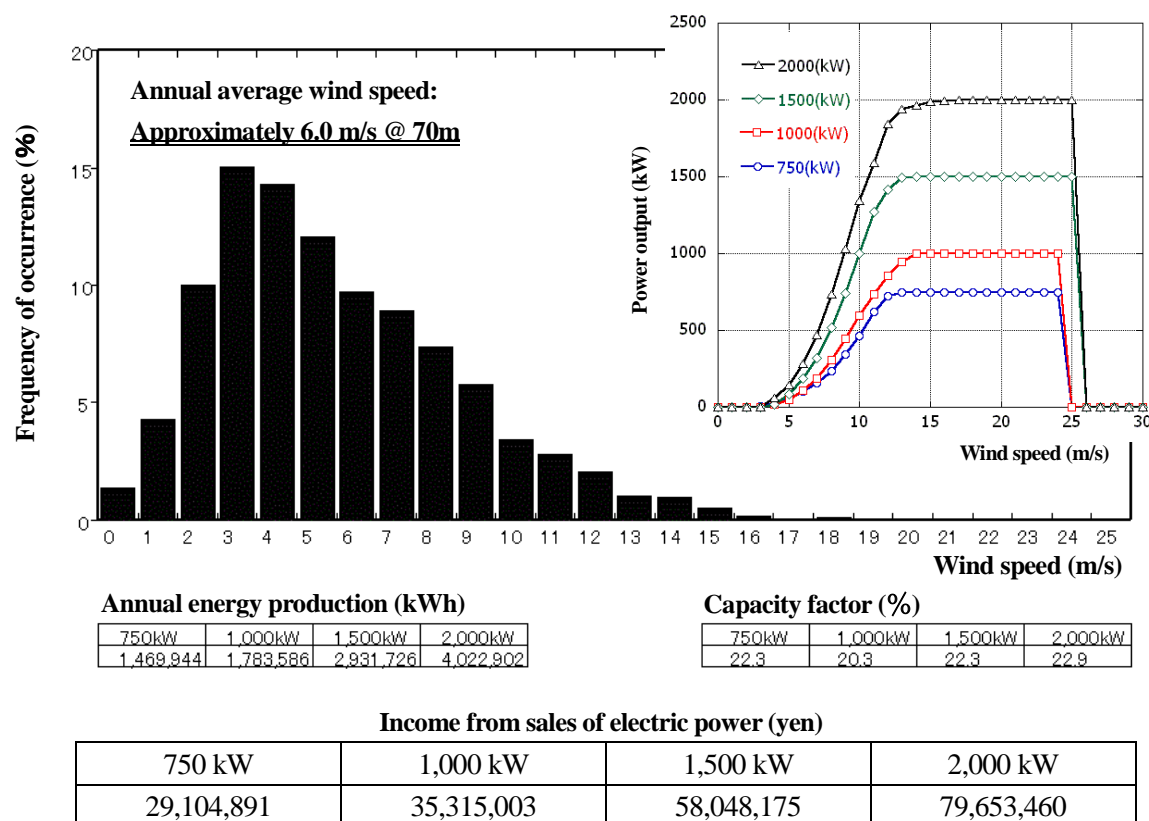 20
Annual average wind speed:
Approximately 6.0 m/s @ 70m
15
10
5
0
Frequency of occurrence (%)
0 1 2 3 4 5 6 7 8 9 10 11 12 13 14 15 16 17 18 19 20 21 22 23 24 25
Wind speed (m/s)
2500
2000
1500
1000
500
0
Power output (kW)
2000(kW)
1500(kW)
1000(kW)
750(kW)
0 5 10 15 20 25 30
Wind speed (m/s)
Annual energy production (kWh)
750kW 1,000kW 1,500kW 2,000kW
1,469,944 1,783,586 2,931,726 4,022,902
Capacity factor (%)
750kW 1,000kW 1,500kW 2,000kW
22.3 20.3 22.3 22.9
Income from sales of electric power (yen)
750 kW 1,000 kW 1,500 kW 2,000 kW
29,104,891 35,315,003 58,048,175 79,653,460